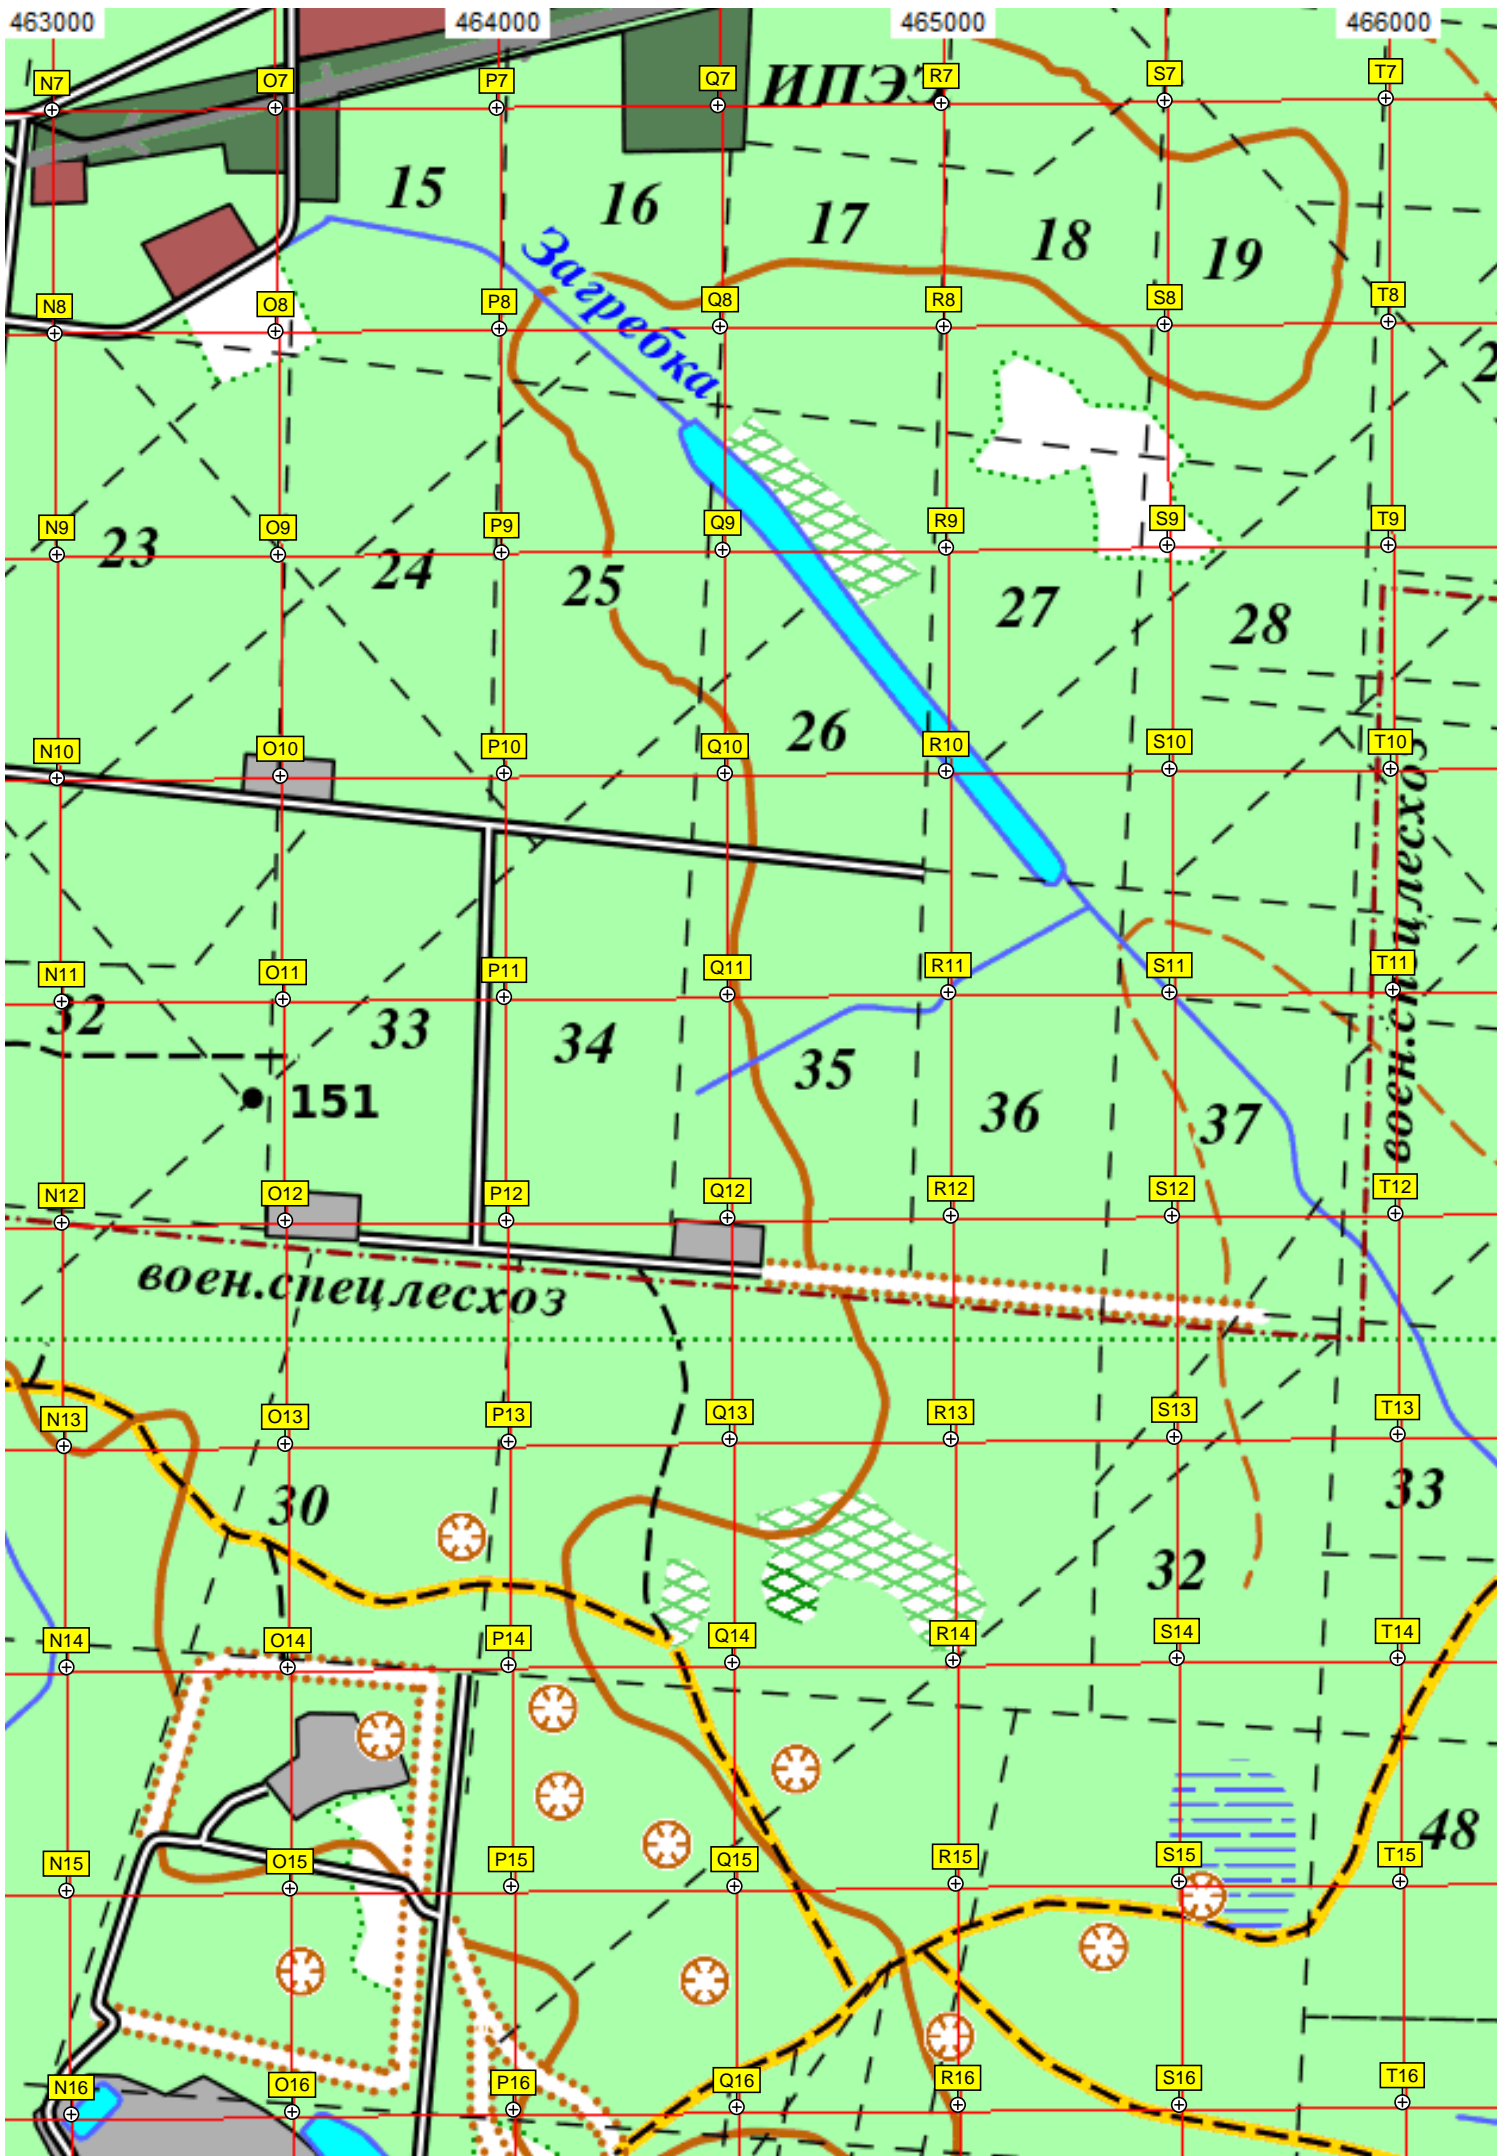 463000 464000 465000 466000
N7 O7 P7 Q7 ИПЭЭ R7 S7 T7
15 16 17 18 19
Загребка
N8 O8 P8 Q8 R8 S8 T8
2
N9 O9 P9 Q9 R9 S9 T9
23 24 25 27 28
26
N10 O10 P10 Q10 R10 S10 T10
воен.спецлесхоз
N11 O11 P11 Q11 R11 S11 T11
32 33 34 35 36 37
151
N12 O12 P12 Q12 R12 S12 T12
воен.спецлесхоз
N13 O13 P13 Q13 R13 S13 T13
30 32 33
N14 O14 P14 Q14 R14 S14 T14
48
N15 O15 P15 Q15 R15 S15 T15
N16 O16 P16 Q16 R16 S16 T16